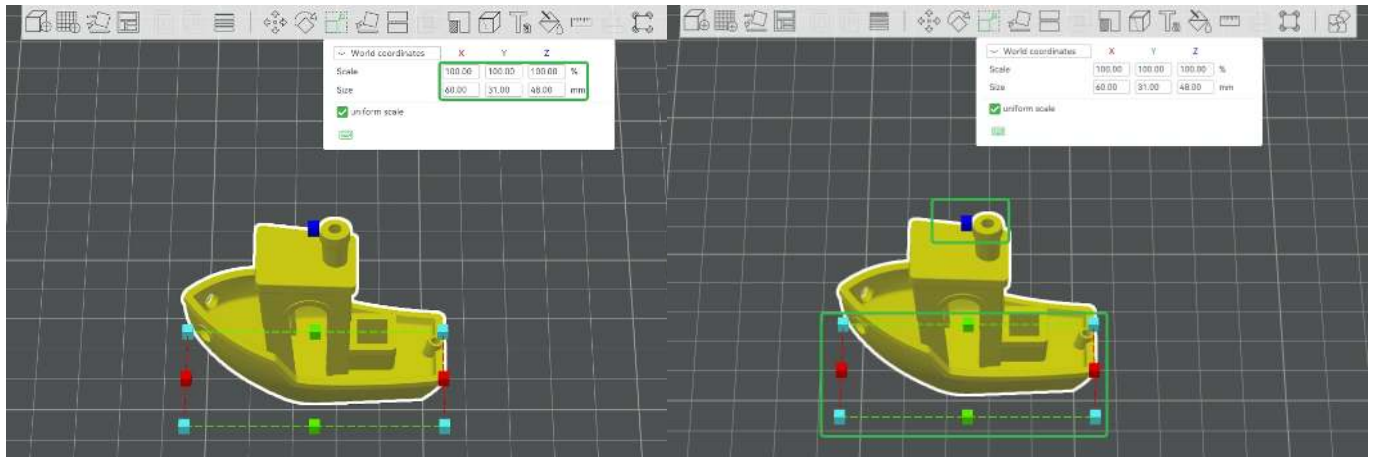 World coordinates X Y Z
Scale 100.00 100.00 100.00 %
Size 60.00 31.00 48.00 mm
uniform scale
World coordinates X Y Z
Scale 100.00 100.00 100.00 %
Size 60.00 31.00 48.00 mm
uniform scale